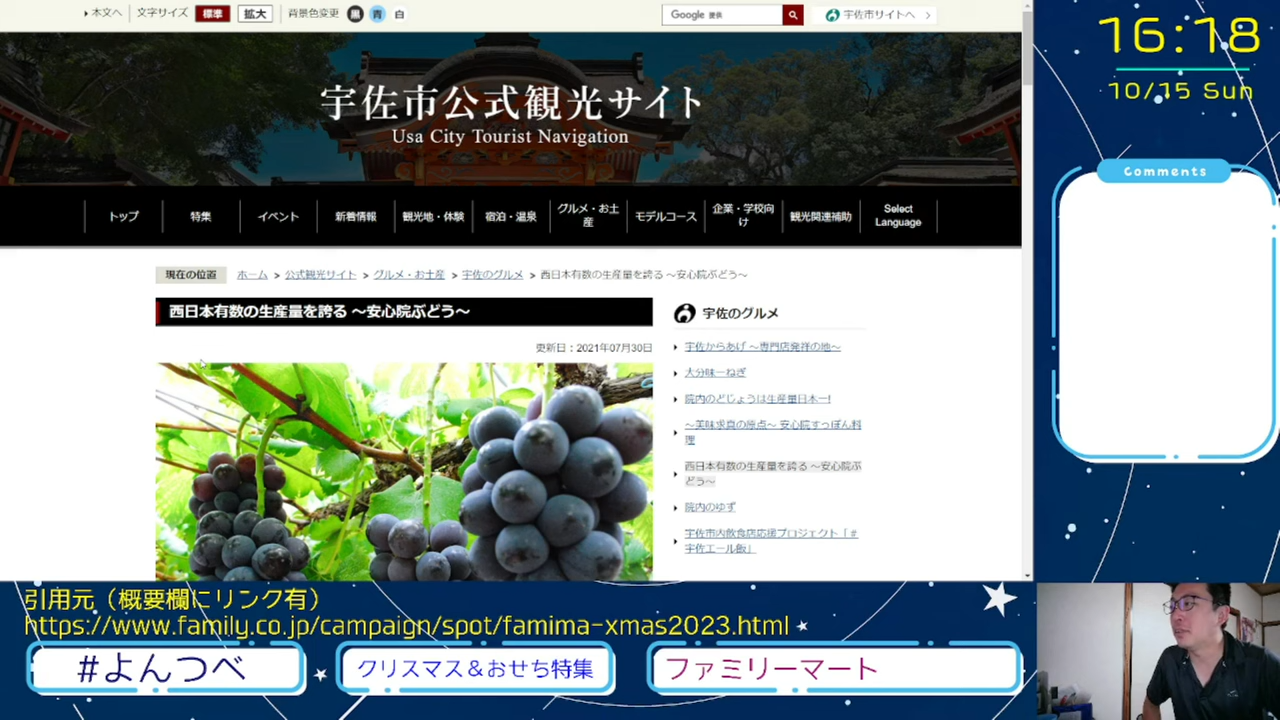 本文へ
文字サイズ 標準 拡大 背景色変更 黒 青 白
Google 提供
宇佐市サイトへ
宇佐市公式観光サイト
Usa City Tourist Navigation
トップ
特集
イベント
新着情報
観光地・体験
宿泊・温泉
グルメ・お土
産
モデルコース
企業・学校向
け
観光関連補助
Select
Language
現在の位置 ホーム > 公式観光サイト > グルメ・お土産 > 宇佐のグルメ > 西日本有数の生産量を誇る ～安心院ぶどう～
西日本有数の生産量を誇る ～安心院ぶどう～
更新日：2021年07月30日
宇佐のグルメ
宇佐からあげ ～専門店発祥の地～
大分味一ねぎ
院内のどじょうは生産量日本一!
～美味求真の原点～ 安心院すっぽん料
理
西日本有数の生産量を誇る ～安心院ぶ
どう～
院内のゆず
宇佐市内飲食店応援プロジェクト「＃
宇佐エール飯」
16:18
10/15 Sun
Comments
引用元（概要欄にリンク有）
https://www.family.co.jp/campaign/spot/famima-xmas2023.html
#よんつべ
クリスマス＆おせち特集
ファミリーマート